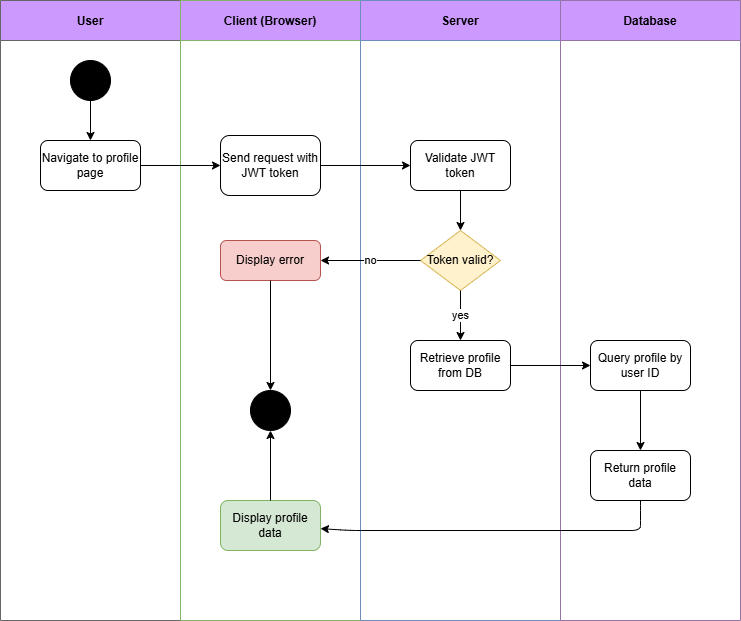 User
Client (Browser)
Server
Database
Navigate to profile
page
Send request with
JWT token
Validate JWT
token
Display error
no
Token valid?
yes
Retrieve profile
from DB
Query profile by
user ID
Return profile
data
Display profile
data